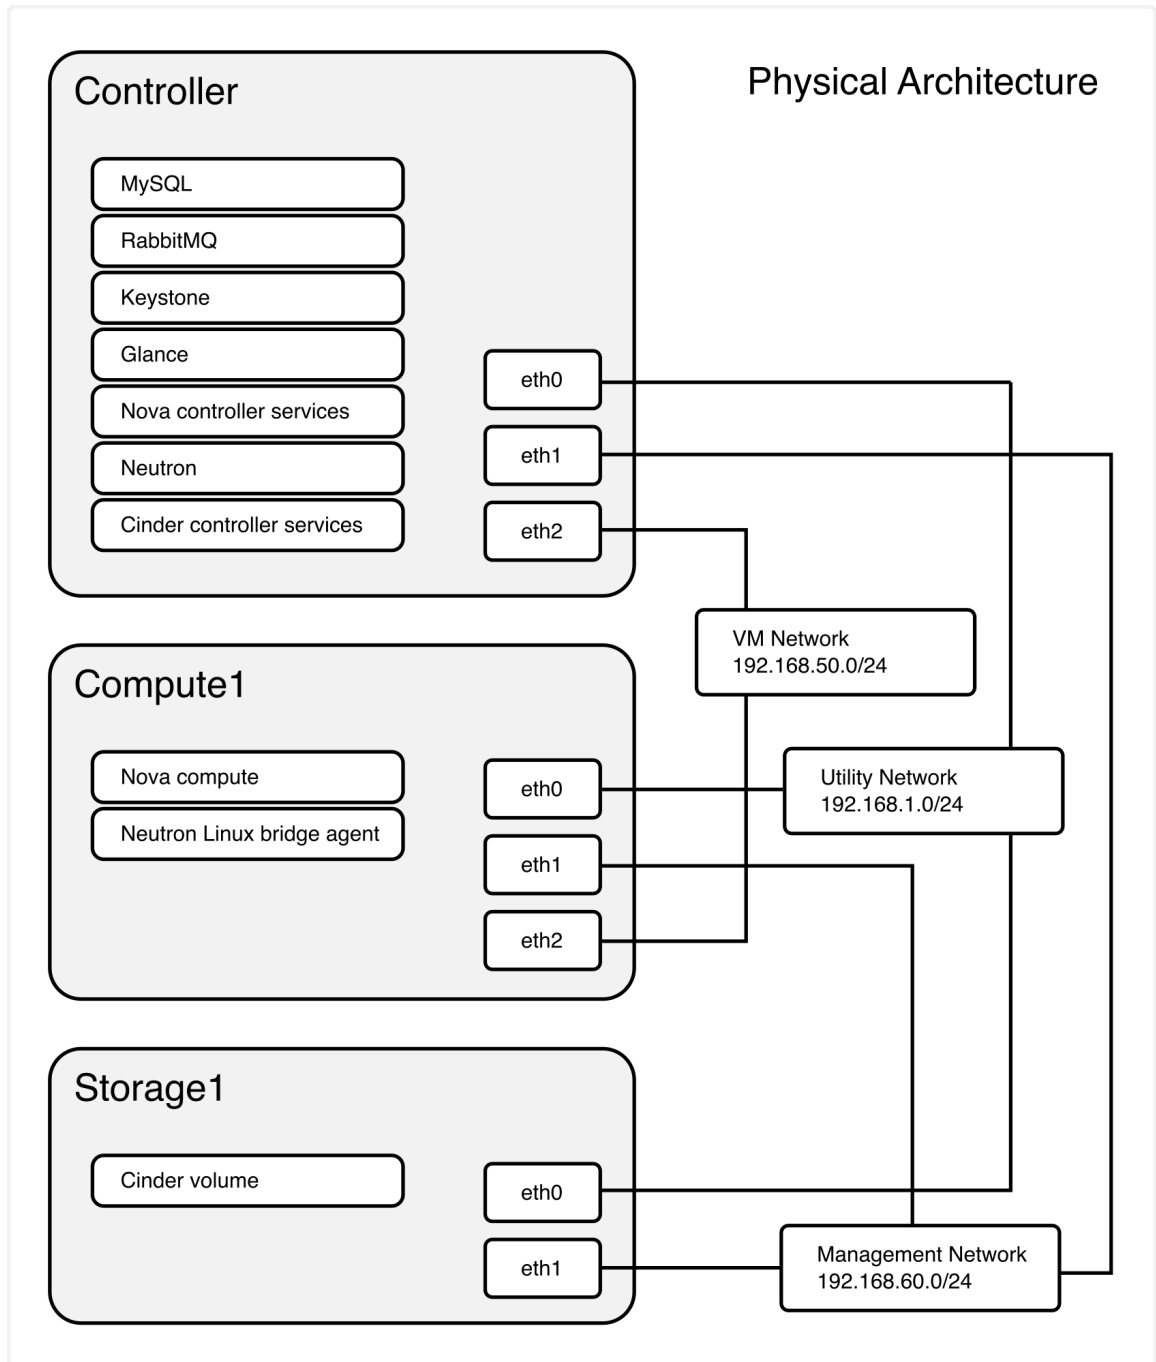 Physical Architecture
Controller
MySQL
RabbitMQ
Keystone
Glance
Nova controller services
Neutron
Cinder controller services
eth0
eth1
eth2
VM Network
192.168.50.0/24
Compute1
Nova compute
Neutron Linux bridge agent
eth0
eth1
eth2
Utility Network
192.168.1.0/24
Storage1
Cinder volume
eth0
eth1
Management Network
192.168.60.0/24